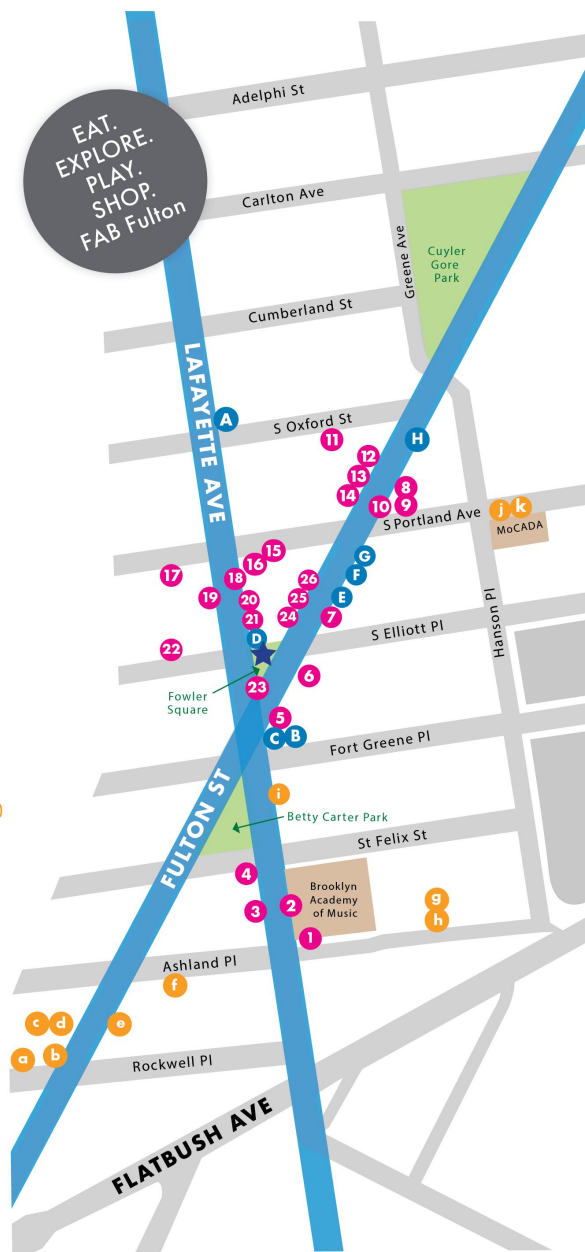 Adelphi St
EAT.
EXPLORE.
PLAY.
SHOP.
FAB Fulton
Carlton Ave
Greene Ave
Cuyler
Gore
Park
Cumberland St
LAFAYETTE AVE
A
S Oxford St
11
H
12
13
14
8
10
9
S Portland Ave
j
k
MoCADA
15
16
G
17
18
26
F
19
20
25
E
21
24
7
D
S Elliott Pl
Hanson Pl
22
6
Fowler
Square
23
5
C
B
Fort Greene Pl
FULTON ST
i
Betty Carter Park
St Felix St
4
Brooklyn
Academy
of Music
3
2
g
h
1
Ashland Pl
f
c
d
e
a
b
Rockwell Pl
FLATBUSH AVE